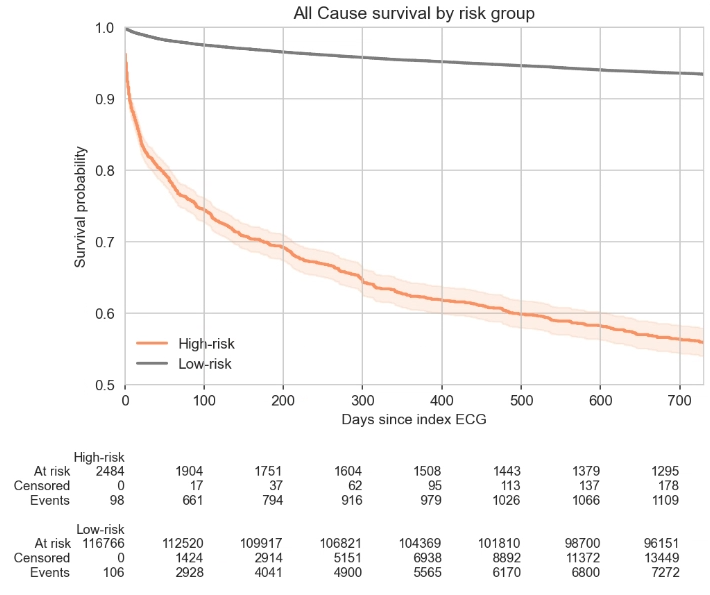 All Cause survival by risk group
1.0
0.9
0.8
0.7
0.6
0.5
Survival probability
High-risk
Low-risk
0 100 200 300 400 500 600 700
Days since index ECG
High-risk
At risk 2484 1904 1751 1604 1508 1443 1379 1295
Censored 0 17 37 62 95 113 137 178
Events 98 661 794 916 979 1026 1066 1109
Low-risk
At risk 116766 112520 109917 106821 104369 101810 98700 96151
Censored 0 1424 2914 5151 6938 8892 11372 13449
Events 106 2928 4041 4900 5565 6170 6800 7272